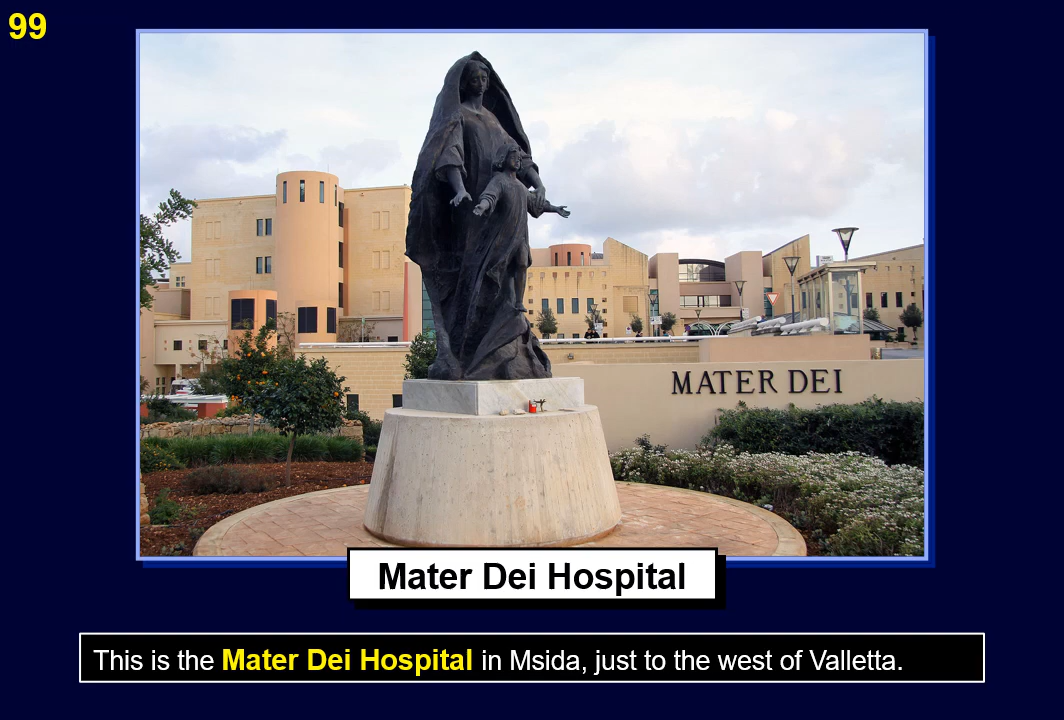 99
MATER DEI
Mater Dei Hospital
This is the Mater Dei Hospital in Msida, just to the west of Valletta.